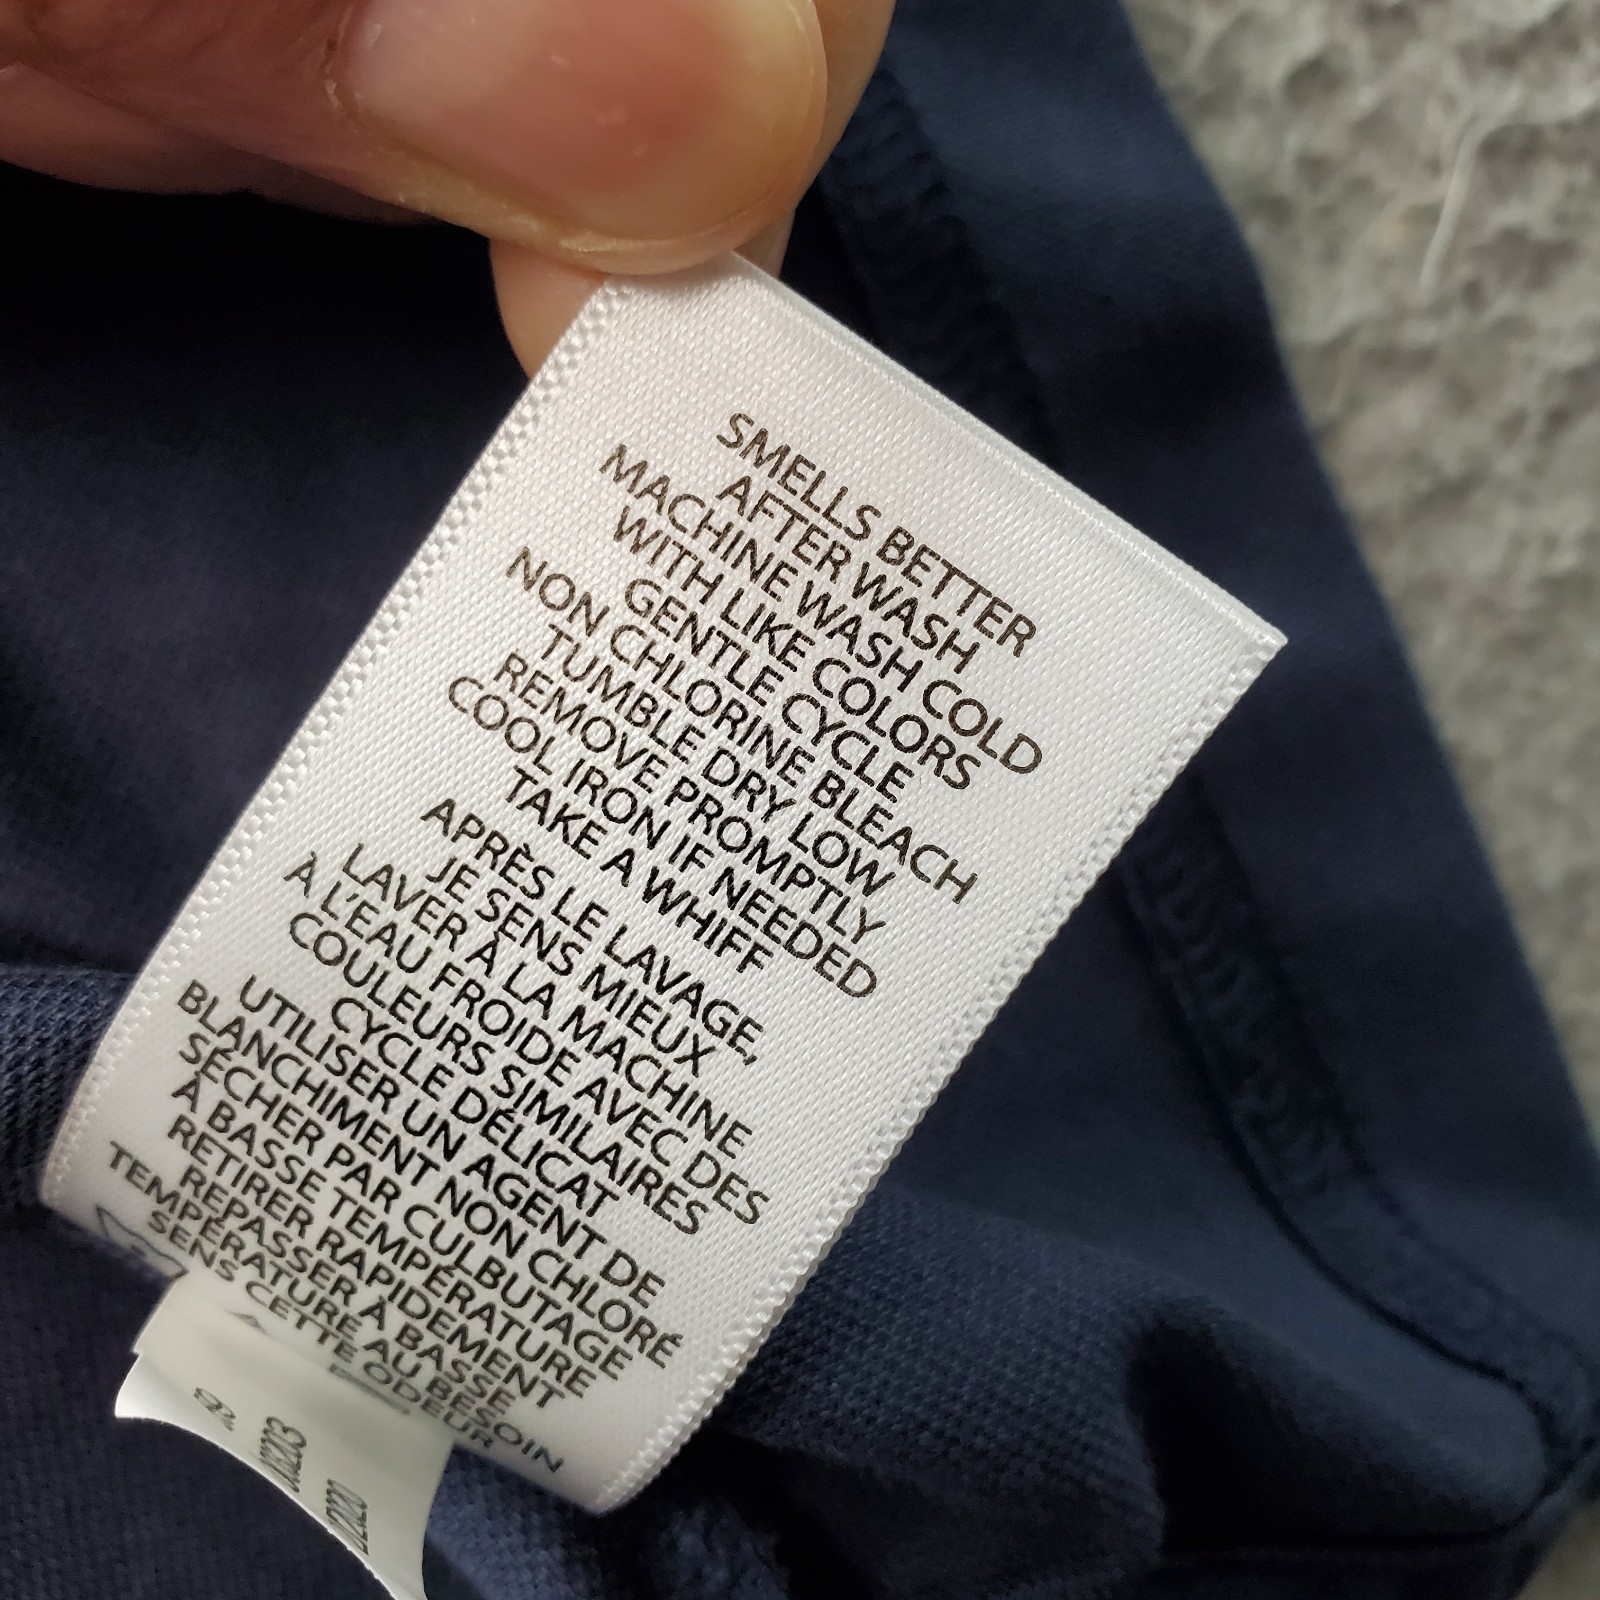 SMELLS BETTER
AFTER WASH
MACHINE WASH COLD
WITH LIKE COLORS
GENTLE CYCLE
NON CHLORINE BLEACH
TUMBLE DRY LOW
REMOVE PROMPTLY
COOL IRON IF NEEDED
TAKE A WHIFF
APRÈS LE LAVAGE,
JE SENS MIEUX
LAVER À LA MACHINE
À L'EAU FROIDE AVEC DES
COULEURS SIMILAIRES
CYCLE DÉLICAT
UTILISER UN AGENT DE
BLANCHIMENT NON CHLORÉ
SÉCHER PAR CULBUTAGE
À BASSE TEMPÉRATURE
RETIRER RAPIDEMENT
REPASSER À BASSE
TEMPÉRATURE AU BESOIN
SENS CETTE ODEUR